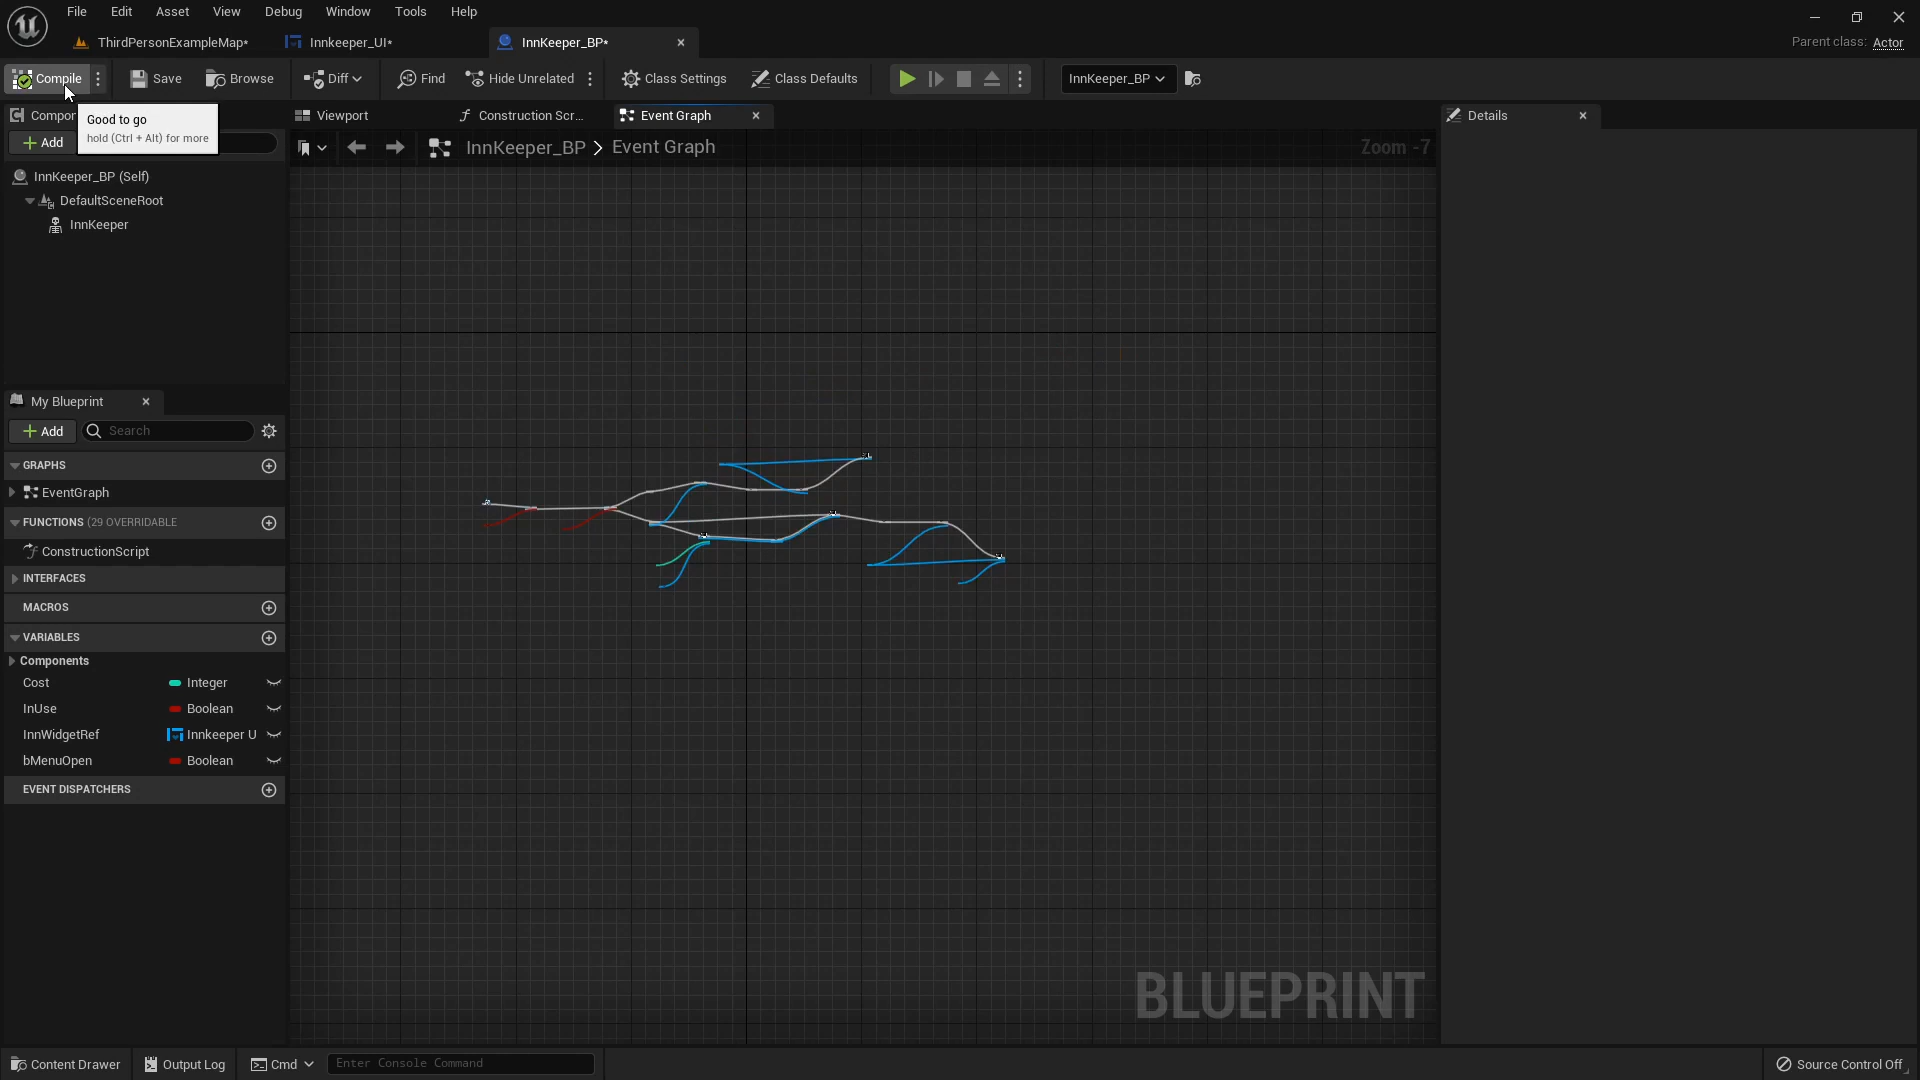 File Edit Asset View Debug Window Tools Help
ThirdPersonExampleMap* Innkeeper_UI* InnKeeper_BP*
Parent class: Actor
Compile Save Browse Diff Find Hide Unrelated Class Settings Class Defaults InnKeeper_BP
Compor
Good to go
hold (Ctrl + Alt) for more
Viewport Construction Scr... Event Graph Details
Add
InnKeeper_BP > Event Graph Zoom -7
InnKeeper_BP (Self)
DefaultSceneRoot
InnKeeper
My Blueprint
Add Search
GRAPHS
EventGraph
FUNCTIONS (29 OVERRIDABLE
ConstructionScript
INTERFACES
MACROS
VARIABLES
Components
Cost Integer
InUse Boolean
InnWidgetRef Innkeeper U
bMenuOpen Boolean
EVENT DISPATCHERS
BLUEPRINT
Content Drawer Output Log Cmd Enter Console Command Source Control Off